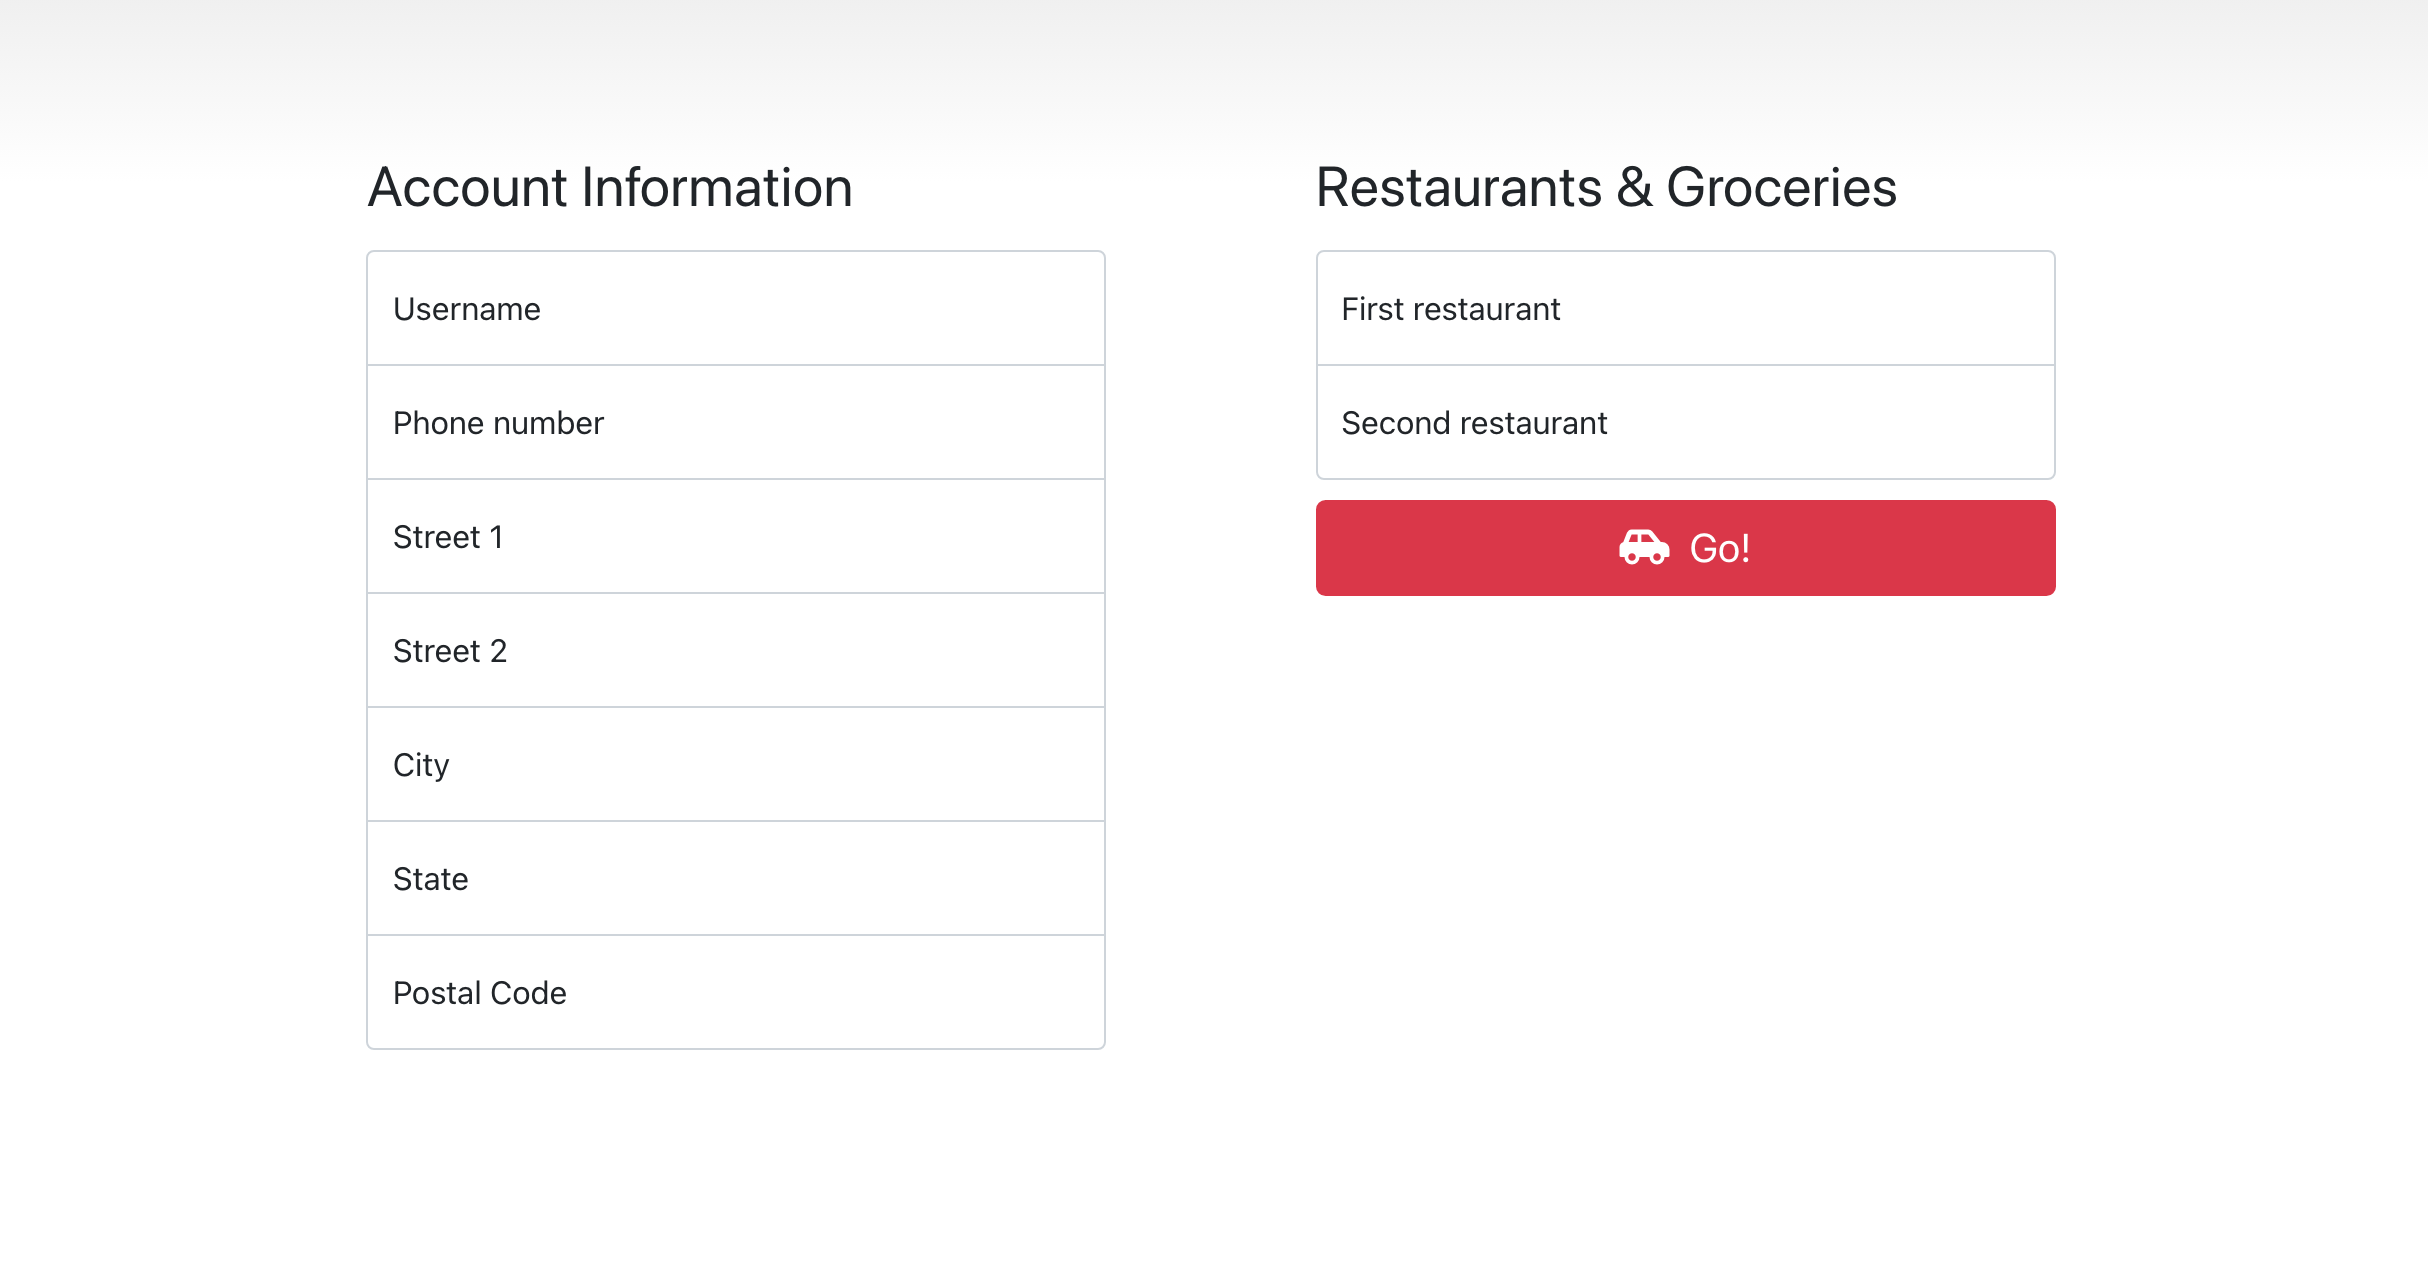 Account Information
Username
Phone number
Street 1
Street 2
City
State
Postal Code
Restaurants & Groceries
First restaurant
Second restaurant
Go!